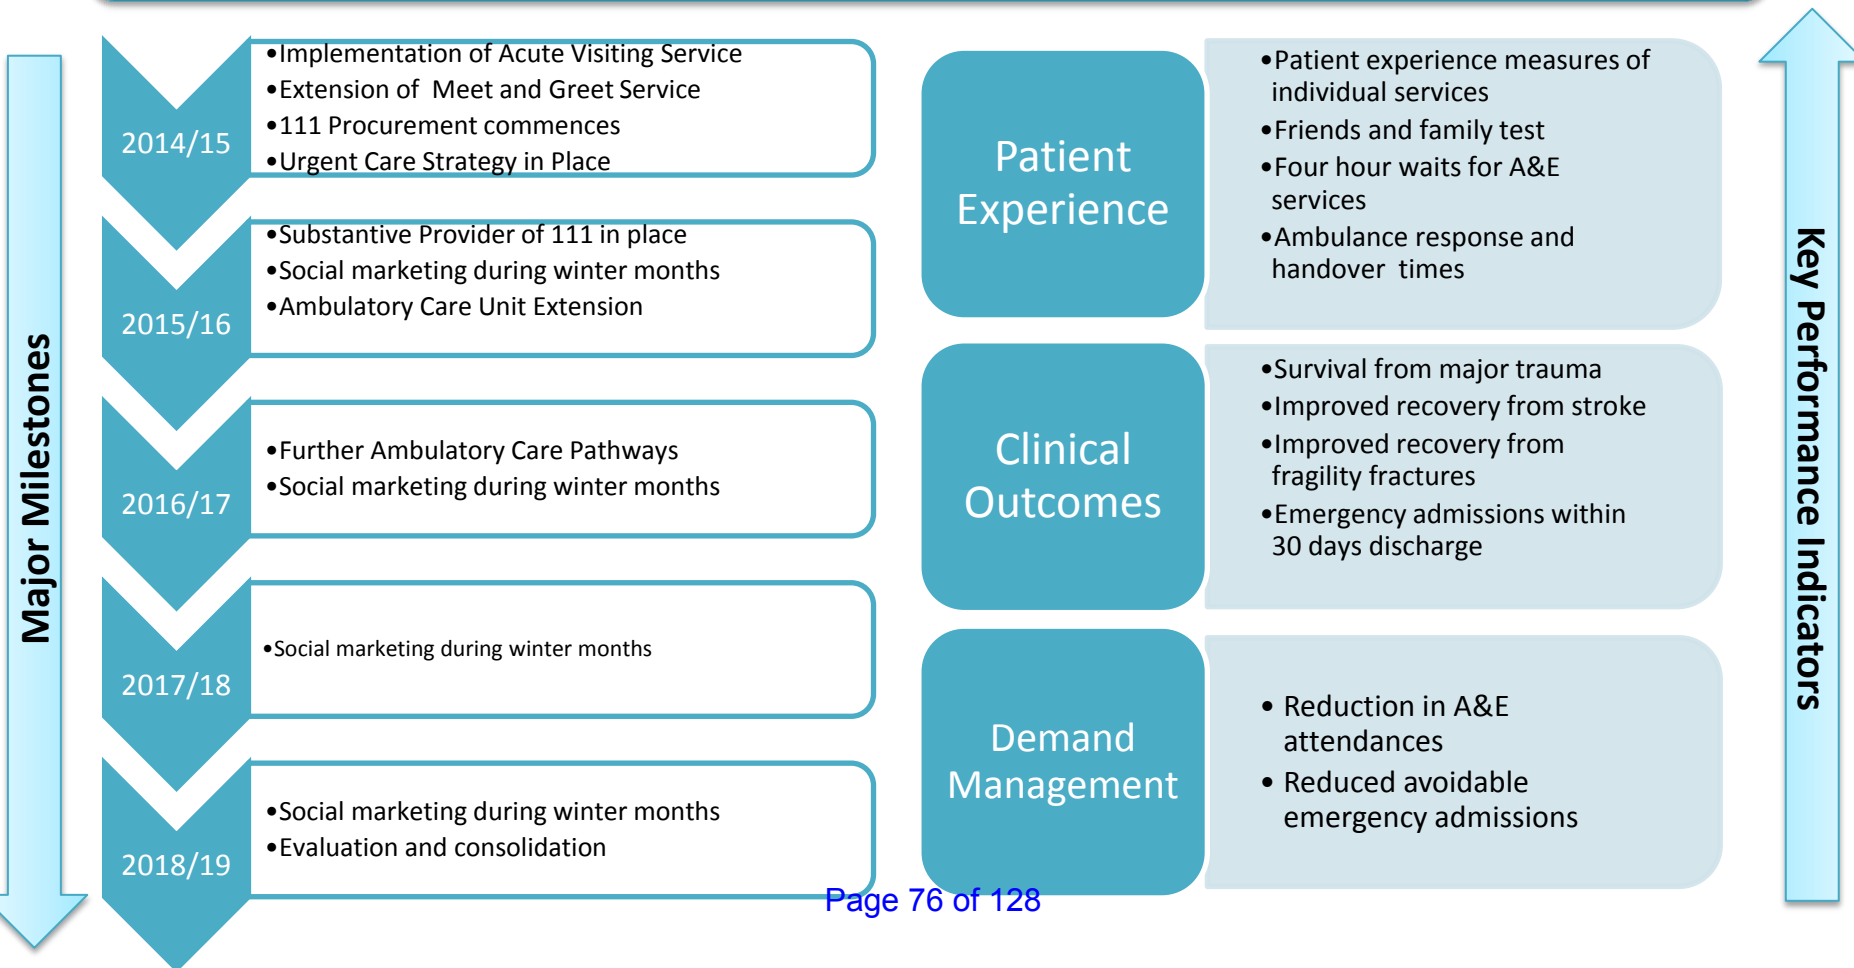 Major Milestones
2014/15
•Implementation of Acute Visiting Service
•Extension of  Meet and Greet Service
•111 Procurement commences
•Urgent Care Strategy in Place
2015/16
•Substantive Provider of 111 in place
•Social marketing during winter months
•Ambulatory Care Unit Extension
2016/17
•Further Ambulatory Care Pathways
•Social marketing during winter months
2017/18
•Social marketing during winter months
2018/19
•Social marketing during winter months
•Evaluation and consolidation
Patient
Experience
•Patient experience measures of
individual services
•Friends and family test
•Four hour waits for A&E
services
•Ambulance response and
handover  times
Clinical
Outcomes
•Survival from major trauma
•Improved recovery from stroke
•Improved recovery from
fragility fractures
•Emergency admissions within
30 days discharge
Demand
Management
• Reduction in A&E
attendances
• Reduced avoidable
emergency admissions
Key Performance Indicators
Page 76 of 128